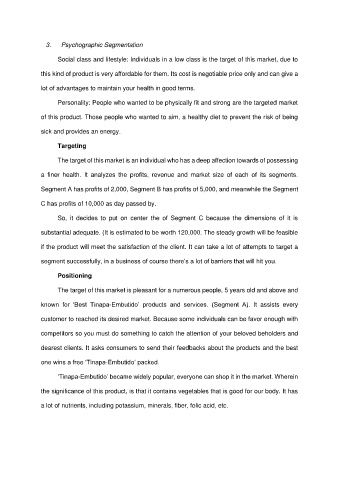 3. Psychographic Segmentation
Social class and lifestyle: Individuals in a low class is the target of this market, due to
this kind of product is very affordable for them. Its cost is negotiable price only and can give a
lot of advantages to maintain your health in good terms.
Personality: People who wanted to be physically fit and strong are the targeted market
of this product. Those people who wanted to aim, a healthy diet to prevent the risk of being
sick and provides an energy.
Targeting
The target of this market is an individual who has a deep affection towards of possessing
a finer health. It analyzes the profits, revenue and market size of each of its segments.
Segment A has profits of 2,000, Segment B has profits of 5,000, and meanwhile the Segment
C has profits of 10,000 as day passed by.
So, it decides to put on center the of Segment C because the dimensions of it is
substantial adequate. (It is estimated to be worth 120,000. The steady growth will be feasible
if the product will meet the satisfaction of the client. It can take a lot of attempts to target a
segment successfully, in a business of course there's a lot of barriers that will hit you.
Positioning
The target of this market is pleasant for a numerous people, 5 years old and above and
known for 'Best Tinapa-Embutido' products and services. (Segment A). It assists every
customer to reached its desired market. Because some individuals can be favor enough with
competitors so you must do something to catch the attention of your beloved beholders and
dearest clients. It asks consumers to send their feedbacks about the products and the best
one wins a free 'Tinapa-Embutido' packed.
'Tinapa-Embutido' became widely popular, everyone can shop it in the market. Wherein
the significance of this product, is that it contains vegetables that is good for our body. It has
a lot of nutrients, including potassium, minerals, fiber, folic acid, etc.